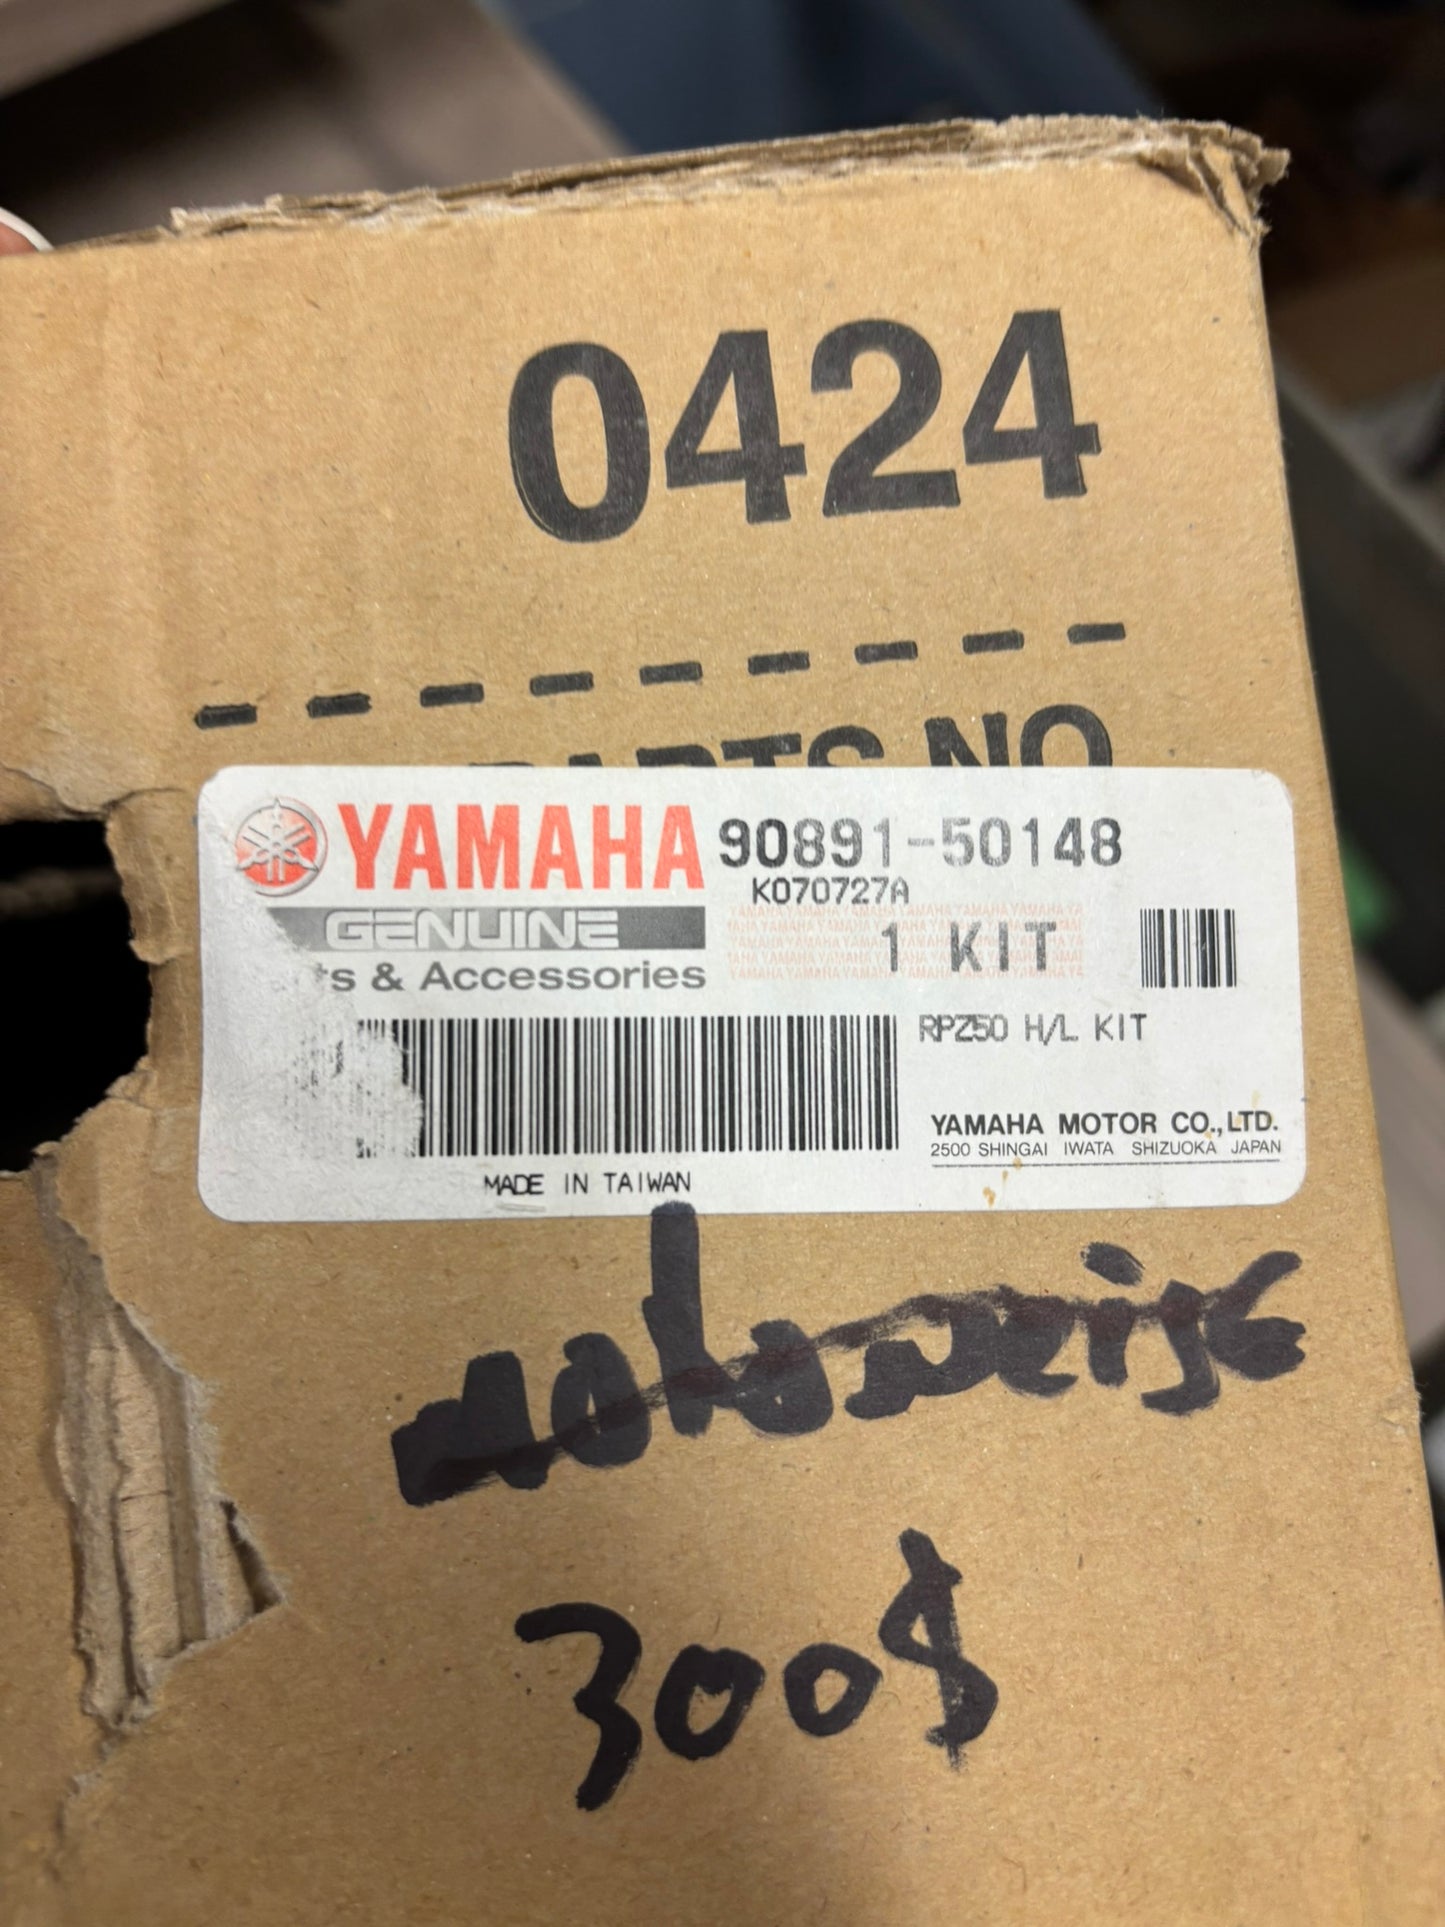 0424
PARTS NO
YAMAHA 90891-50148
K070727A
GENUINE
ts & Accessories
1 KIT
RPZ50 H/L KIT
YAMAHA MOTOR CO.,LTD.
2500 SHINGAI IWATA SHIZUOKA JAPAN
MADE IN TAIWAN
300$